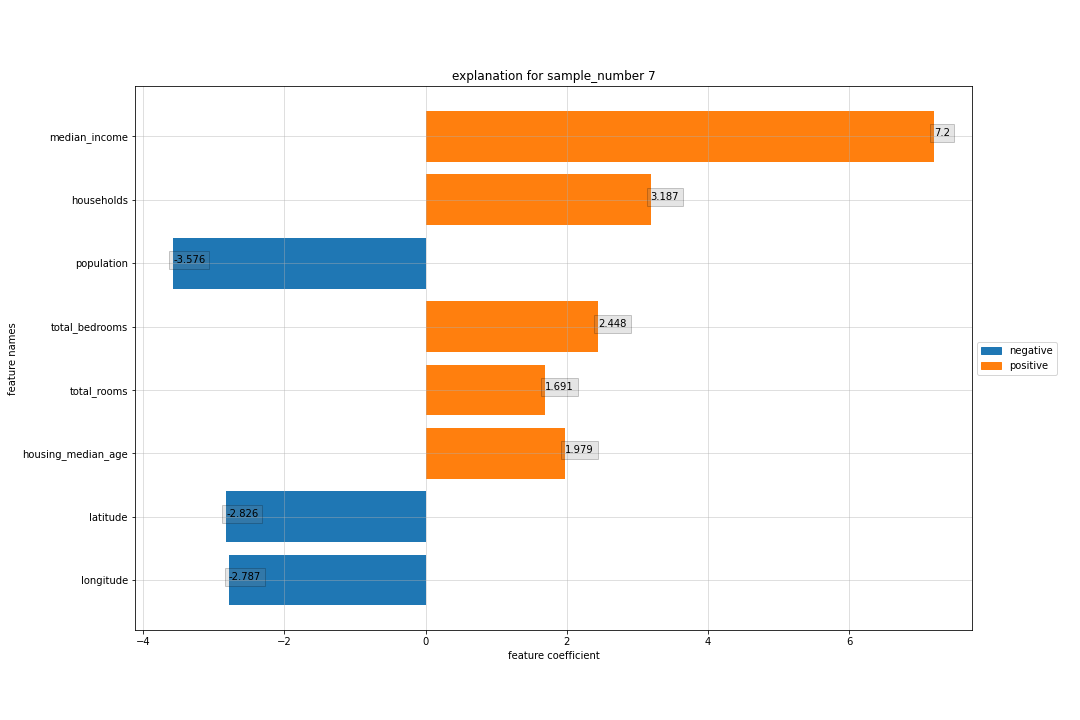 explanation for sample_number 7
median_income
7.2
households
3.187
population
-3.576
total_bedrooms
2.448
total_rooms
1.691
housing_median_age
1.979
latitude
-2.826
longitude
-2.787
feature names
−4
−2
0
2
4
6
feature coefficient
negative
positive